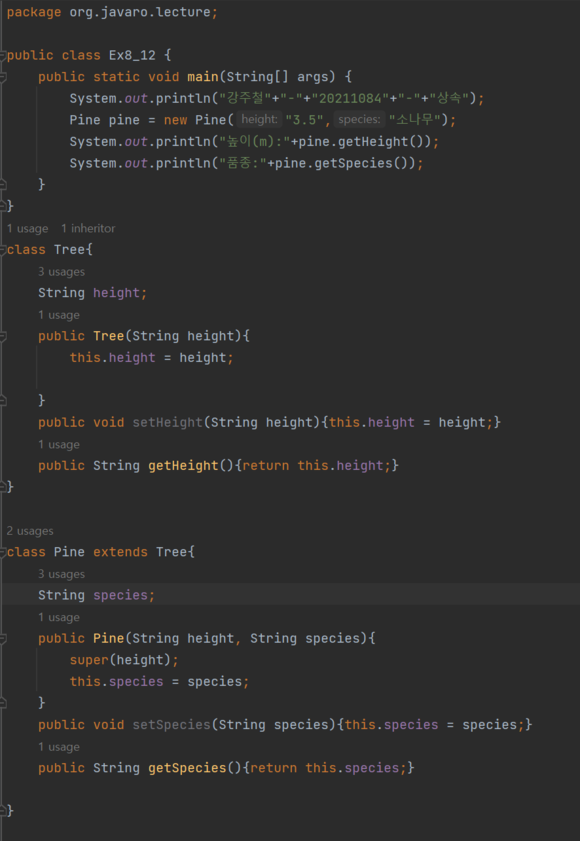 package org.javaro.lecture;
public class Ex8_12 {
public static void main(String[] args) {
System.out.println("강주철"+"-"+"20211084"+"-"+"상속");
Pine pine = new Pine( height: "3.5", species: "소나무");
System.out.println("높이(m):"+pine.getHeight());
System.out.println("품종:"+pine.getSpecies());
}
}
1 usage 1 inheritor
class Tree{
3 usages
String height;
1 usage
public Tree(String height){
this.height = height;
}
public void setHeight(String height){this.height = height;}
1 usage
public String getHeight(){return this.height;}
}
2 usages
class Pine extends Tree{
3 usages
String species;
1 usage
public Pine(String height, String species){
super(height);
this.species = species;
}
public void setSpecies(String species){this.species = species;}
1 usage
public String getSpecies(){return this.species;}
}